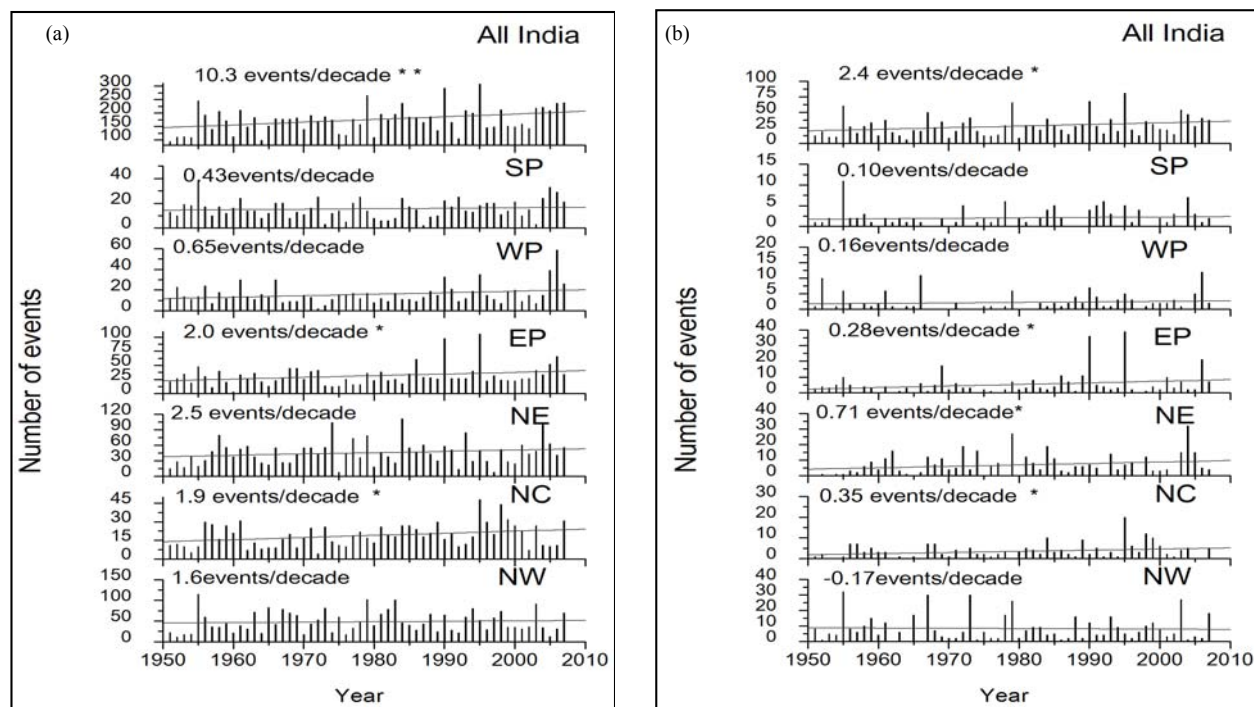 (a)
All India
10.3 events/decade * *
300
250
200
150
100
0.43events/decade
SP
40
20
0
0.65events/decade
WP
60
40
20
0
2.0 events/decade *
EP
100
75
50
25
0
2.5 events/decade
NE
120
90
60
30
0
1.9 events/decade *
NC
45
30
15
0
1.6events/decade
NW
150
100
50
0
1950 1960 1970 1980 1990 2000 2010
Year
Number of events
(b)
All India
2.4 events/decade *
100
75
50
25
0
0.10events/decade
SP
15
10
5
0
0.16events/decade
WP
20
15
10
5
0
0.28events/decade *
EP
40
30
20
10
0
0.71 events/decade*
NE
40
30
20
10
0
0.35 events/decade *
NC
30
20
10
0
-0.17events/decade
NW
40
30
20
10
0
1950 1960 1970 1980 1990 2000 2010
Year
Number of events